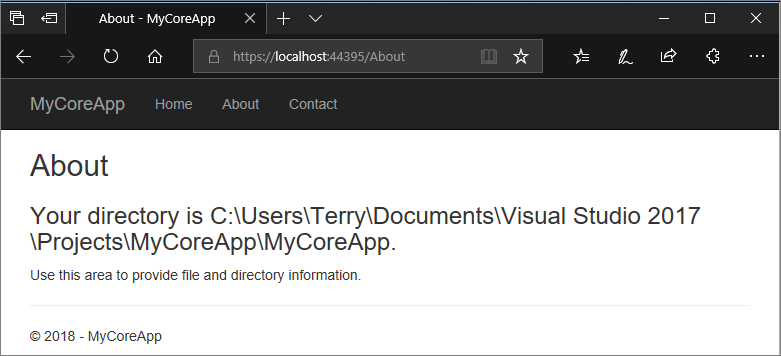 About - MyCoreApp
https://localhost:44395/About
MyCoreApp Home About Contact
About
Your directory is C:\Users\Terry\Documents\Visual Studio 2017
\Projects\MyCoreApp\MyCoreApp.
Use this area to provide file and directory information.
© 2018 - MyCoreApp